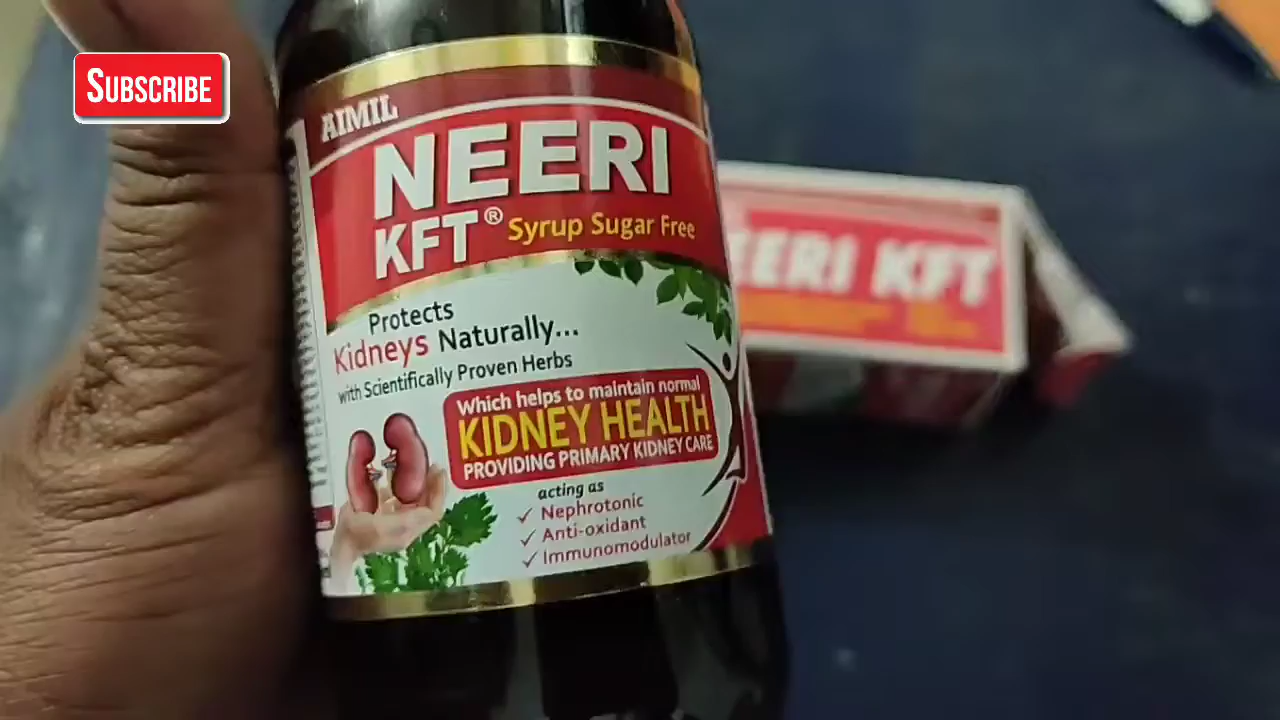 SUBSCRIBE
AIMIL
NEERI
KFT® Syrup Sugar Free
Protects
Kidneys Naturally...
with Scientifically Proven Herbs
Which helps to maintain normal
KIDNEY HEALTH
PROVIDING PRIMARY KIDNEY CARE
acting as
✓ Nephrotonic
✓ Anti-oxidant
✓ Immunomodulator
EERI KFT